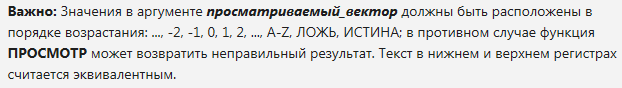 Важно: Значения в аргументе просматриваемый_вектор должны быть расположены в
порядке возрастания: ..., -2, -1, 0, 1, 2, ..., A-Z, ЛОЖЬ, ИСТИНА; в противном случае функция
ПРОСМОТР может возвратить неправильный результат. Текст в нижнем и верхнем регистрах
считается эквивалентным.